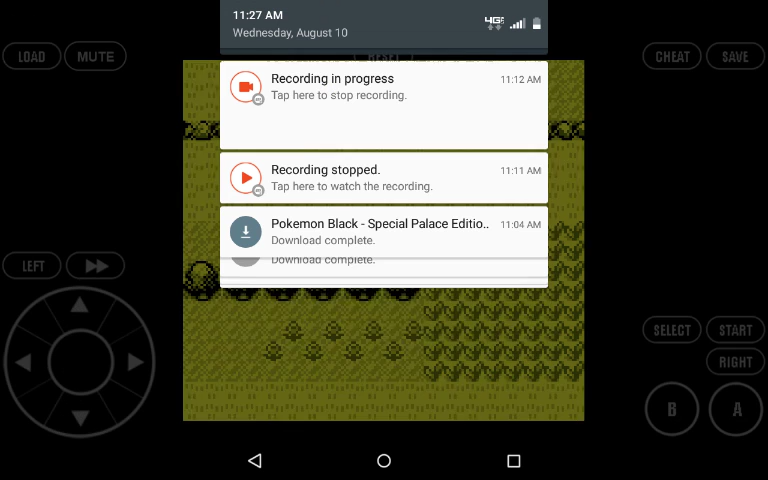 11:27 AM
Wednesday, August 10
4G
LOAD
MUTE
CHEAT
SAVE
Recording in progress
11:12 AM
Tap here to stop recording.
Recording stopped.
11:11 AM
Tap here to watch the recording.
Pokemon Black - Special Palace Editio..
11:04 AM
Download complete.
Download complete.
LEFT
SELECT
START
RIGHT
B
A